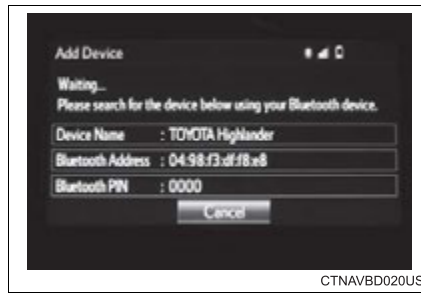 Add Device
Waiting...
Please search for the device below using your Bluetooth device.
Device Name : TOYOTA Highlander
Bluetooth Address : 04:98:f3:df:f8:e8
Bluetooth PIN : 0000
Cancel
CTNAVBD020US